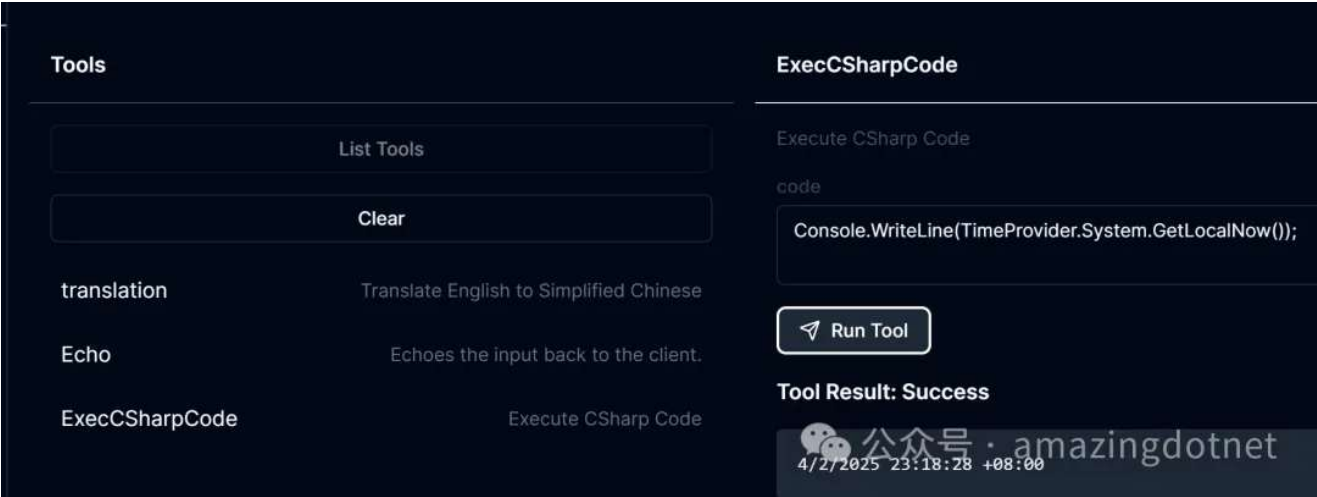 Tools
List Tools
Clear
translation Translate English to Simplified Chinese
Echo Echoes the input back to the client.
ExecCSharpCode Execute CSharp Code
ExecCSharpCode
Execute CSharp Code
code
Console.WriteLine(TimeProvider.System.GetLocalNow());
Run Tool
Tool Result: Success
公众号 · amazingdotnet
4/2/2025 23:18:28 +08:00